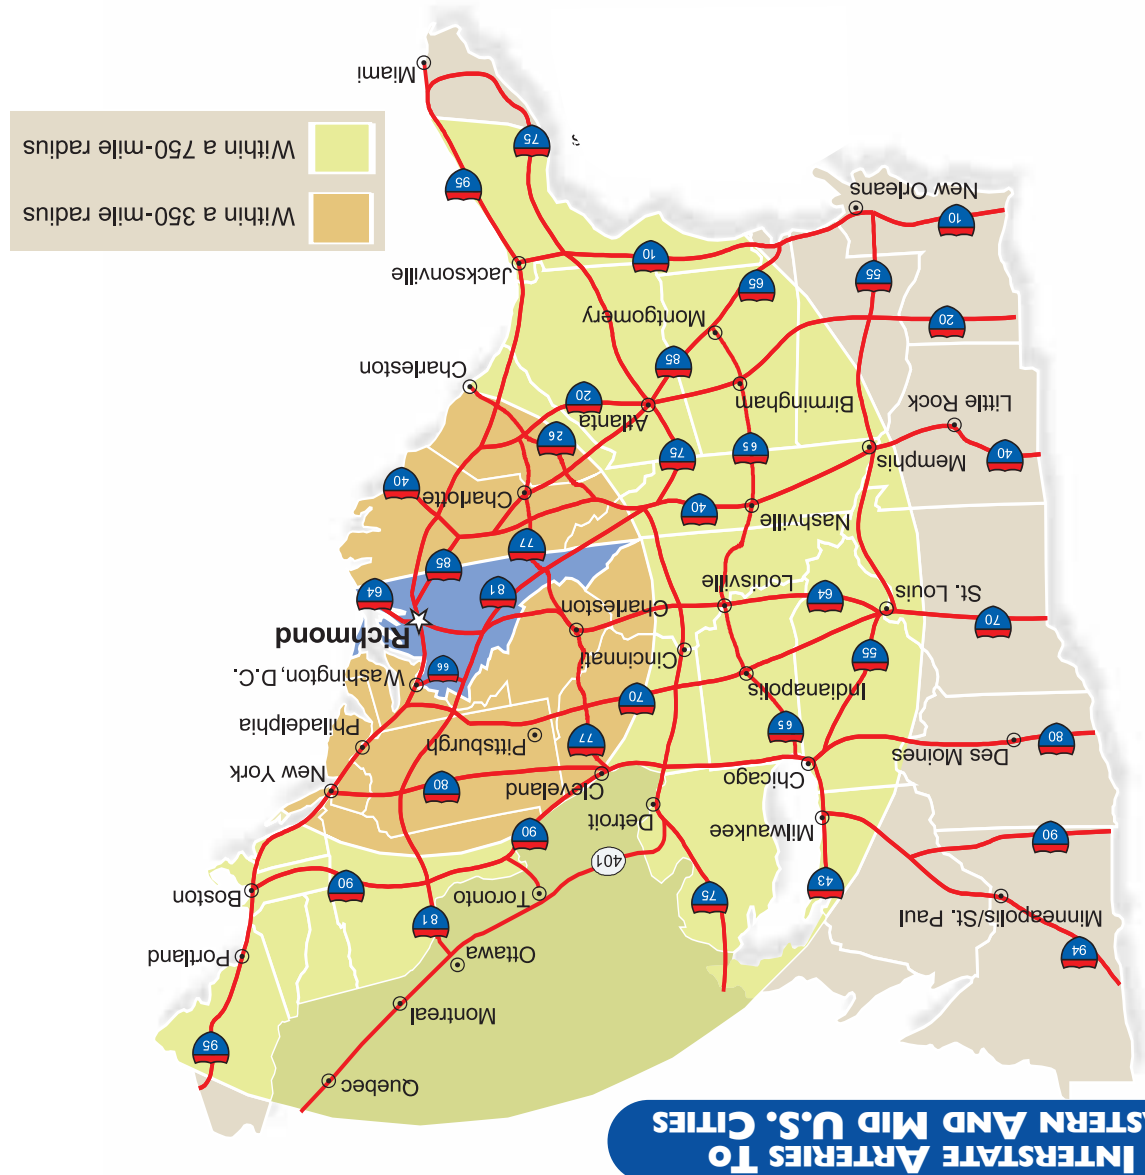 INTERSTATE ARTERIES TO
ASTERN AND MID U.S. CITIES
Quebec
95
Montreal
94
Ottawa
Portland
81
Minneapolis/St. Paul
Toronto
Boston
43
75
90
401
90
90
Milwaukee
Detroit
Cleveland
80
New York
Chicago
Des Moines
80
65
77
Pittsburgh
Philadelphia
70
Indianapolis
Washington, D.C.
66
55
Cincinnati
Richmond
70
St. Louis
64
Charleston
81
64
Louisville
85
77
Nashville
40
Charlotte
40
Memphis
40
65
75
26
Atlanta
Little Rock
Birmingham
20
85
Charleston
20
Montgomery
65
55
Jacksonville
10
10
Within a 350-mile radius
New Orleans
95
Within a 750-mile radius
75
Miami